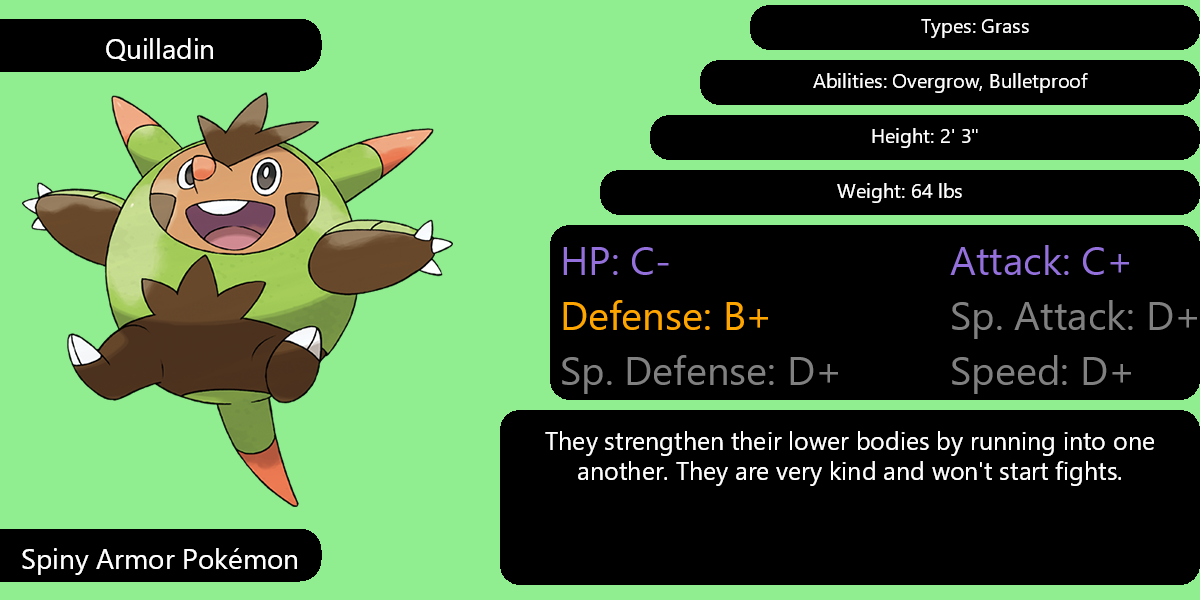 Quilladin
Types: Grass
Abilities: Overgrow, Bulletproof
Height: 2' 3"
Weight: 64 lbs
HP: C-
Attack: C+
Defense: B+
Sp. Attack: D+
Sp. Defense: D+
Speed: D+
They strengthen their lower bodies by running into one
another. They are very kind and won't start fights.
Spiny Armor Pokémon